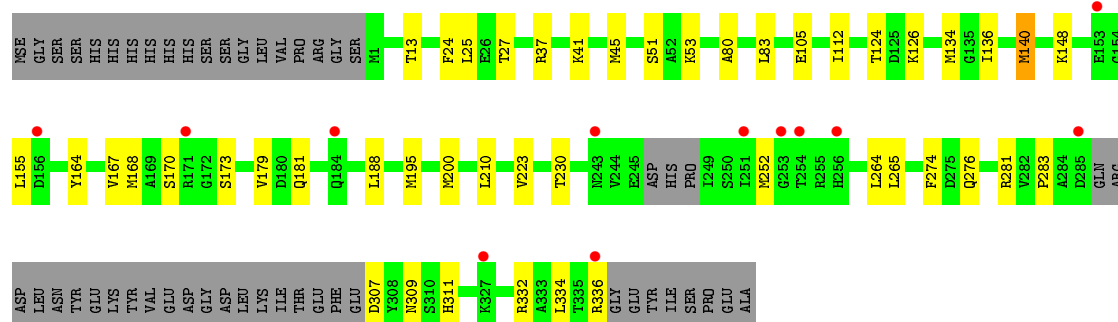 MSE GLY SER SER HIS HIS HIS HIS HIS HIS SER SER GLY LEU VAL PRO ARG GLY SER M1 T13 F24 L25 E26 T27 R37 K41 M45 S51 A52 K53 A80 L83 E105 I112 T124 D125 K126 M134 G135 I136 M140 K148 E153 G154
L155 D156 Y164 V167 M168 A169 S170 R171 G172 S173 V179 D180 Q181 Q184 L188 M195 M200 L210 V223 T230 N243 V244 E245 ASP HIS PRO I249 S250 I251 M252 G253 T254 R255 H256 L264 L265 F274 D275 Q276 R281 V282 P283 A284 D285 GLN ARG
ASP LEU ASN TYR GLU LYS TYR VAL GLU ASP GLY ASP LEU LYS ILE THR GLU PHE GLU D307 Y308 N309 S310 H311 K327 R332 A333 L334 T335 R336 GLY GLU TYR ILE SER PRO GLU ALA